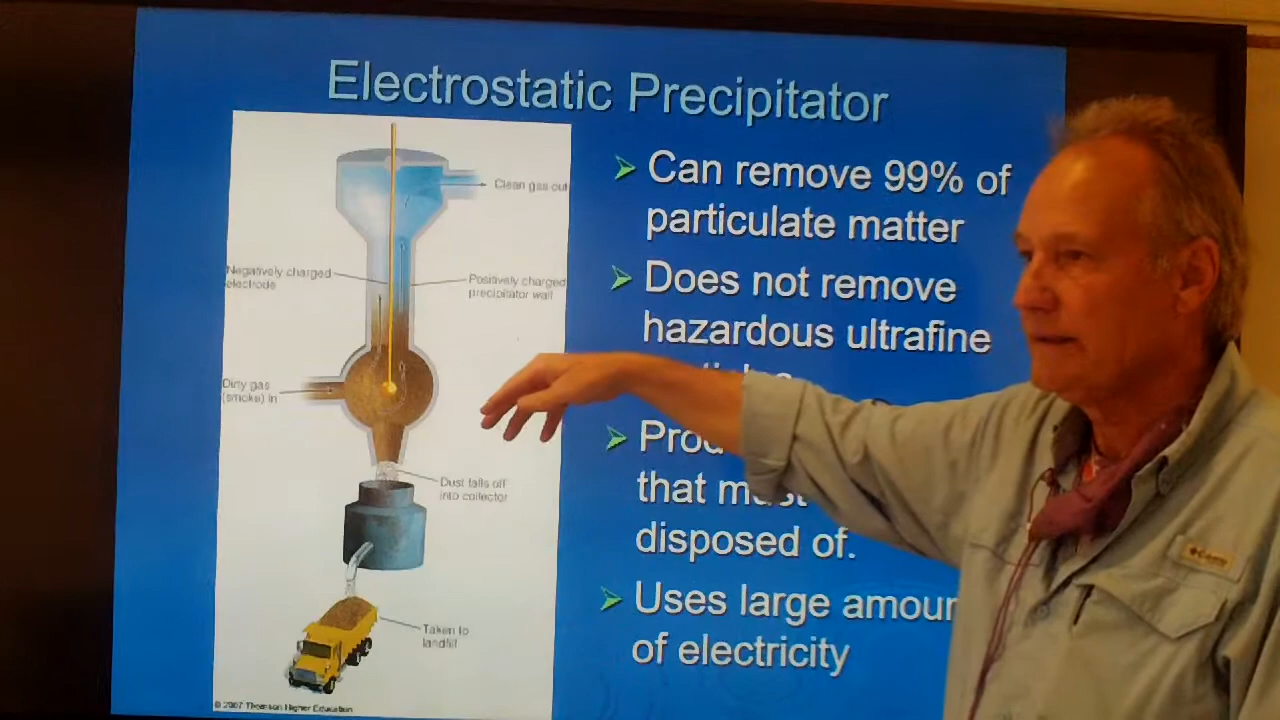 Electrostatic Precipitator
Can remove 99% of
particulate matter
Does not remove
hazardous ultrafine
that
disposed of.
Uses large
of electricity
Clean gas out
Negatively charged
electrode
Positively charged
precipitator wall
Dirty gas
(smoke) in
Dust falls off
into collector
Taken to
landfill
© 2007 Thomson Higher Education
Columbia